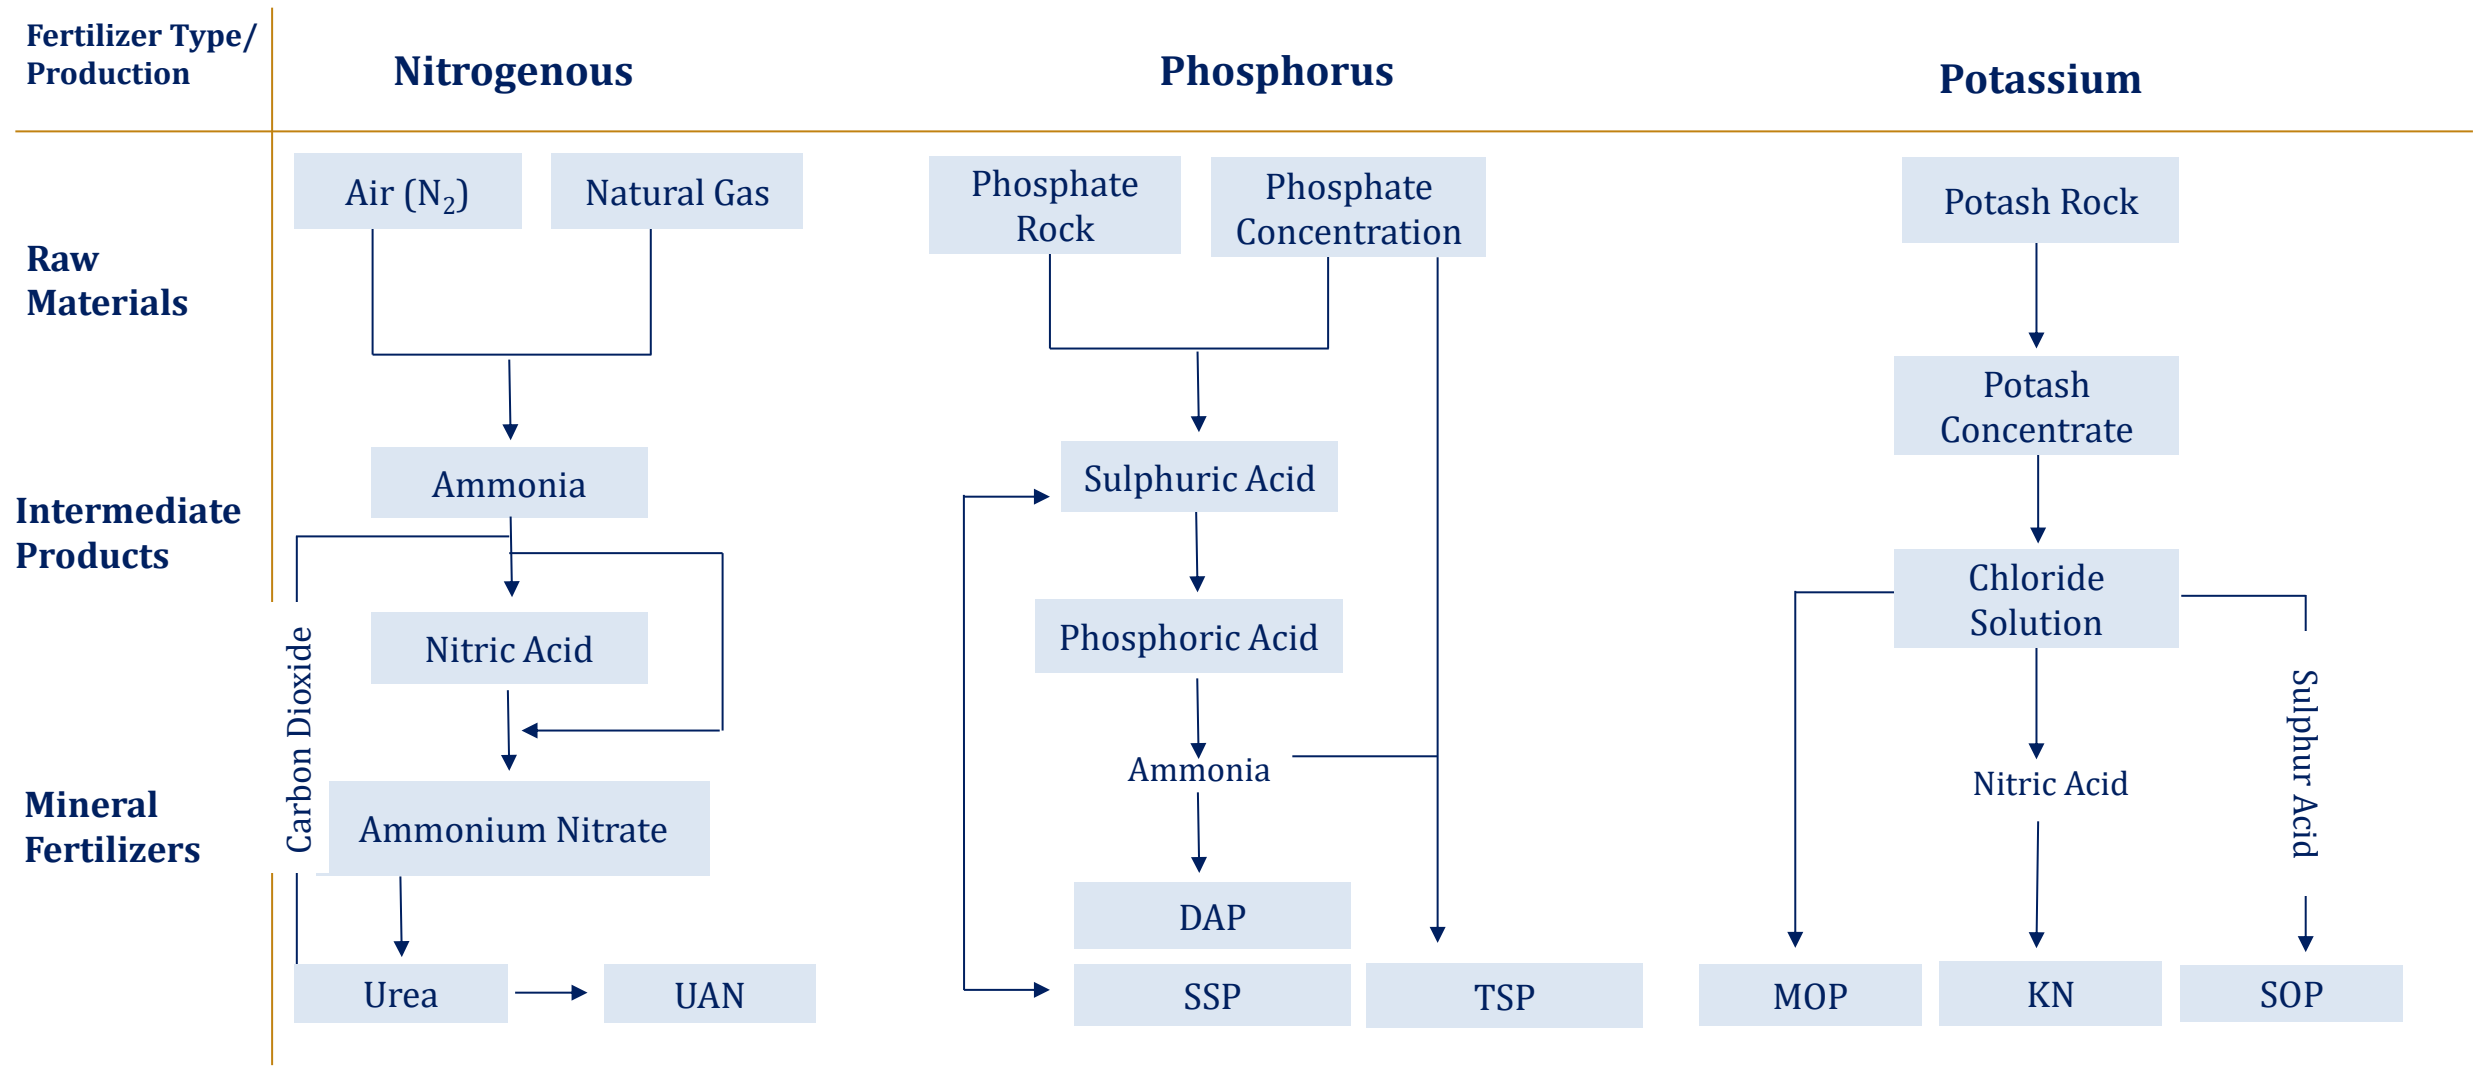 Fertilizer Type/
Production
Nitrogenous
Phosphorus
Potassium
Raw
Materials
Air (N₂)
Natural Gas
Phosphate
Rock
Phosphate
Concentration
Potash Rock
Potash
Concentrate
Intermediate
Products
Ammonia
Nitric Acid
Carbon Dioxide
Sulphuric Acid
Phosphoric Acid
Ammonia
Chloride
Solution
Nitric Acid
Sulphur Acid
Mineral
Fertilizers
Ammonium Nitrate
Urea
UAN
DAP
SSP
TSP
MOP
KN
SOP